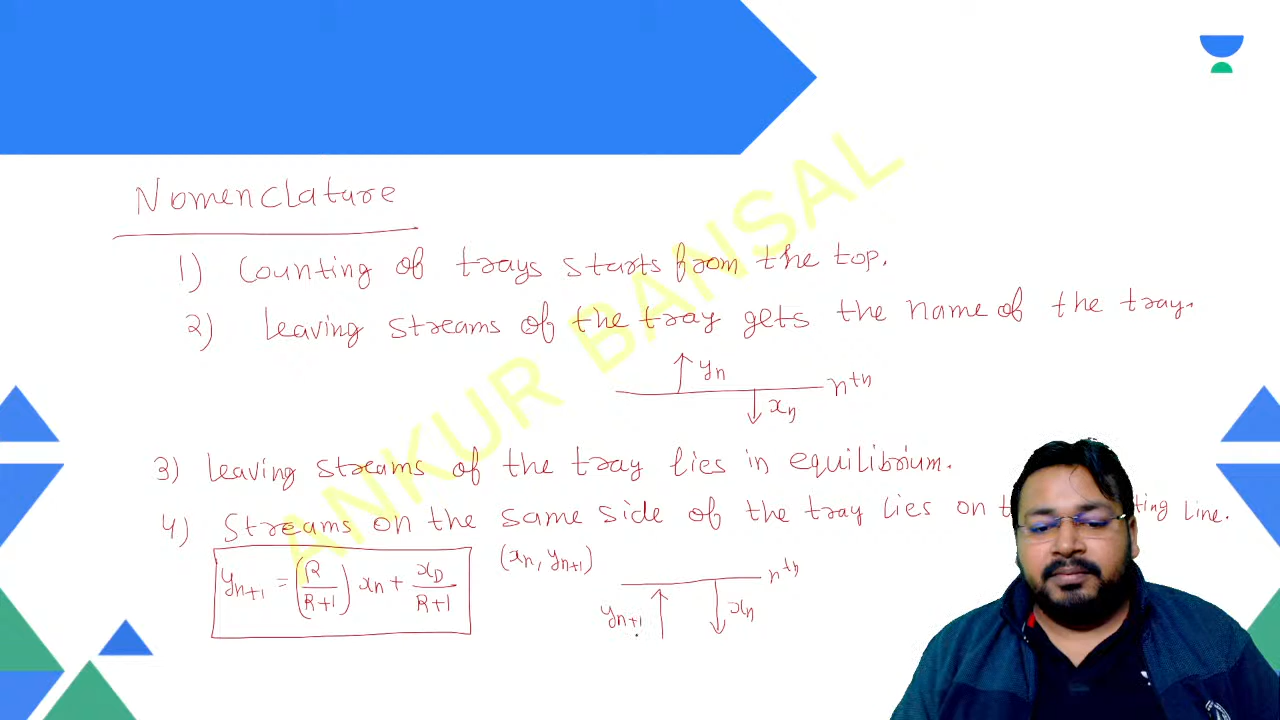 Nomenclature
1) Counting of trays starts from the top.
2) leaving streams of the tray gets the name of the tray.
yn
nth
xn
3) leaving streams of the tray lies in equilibrium.
4) Streams on the same side of the tray lies on ting line.
yn+1 = (R/R+1) xn + xD/R+1
(xn, yn+1)
nth
yn+1
xn
ANKUR BANSAL